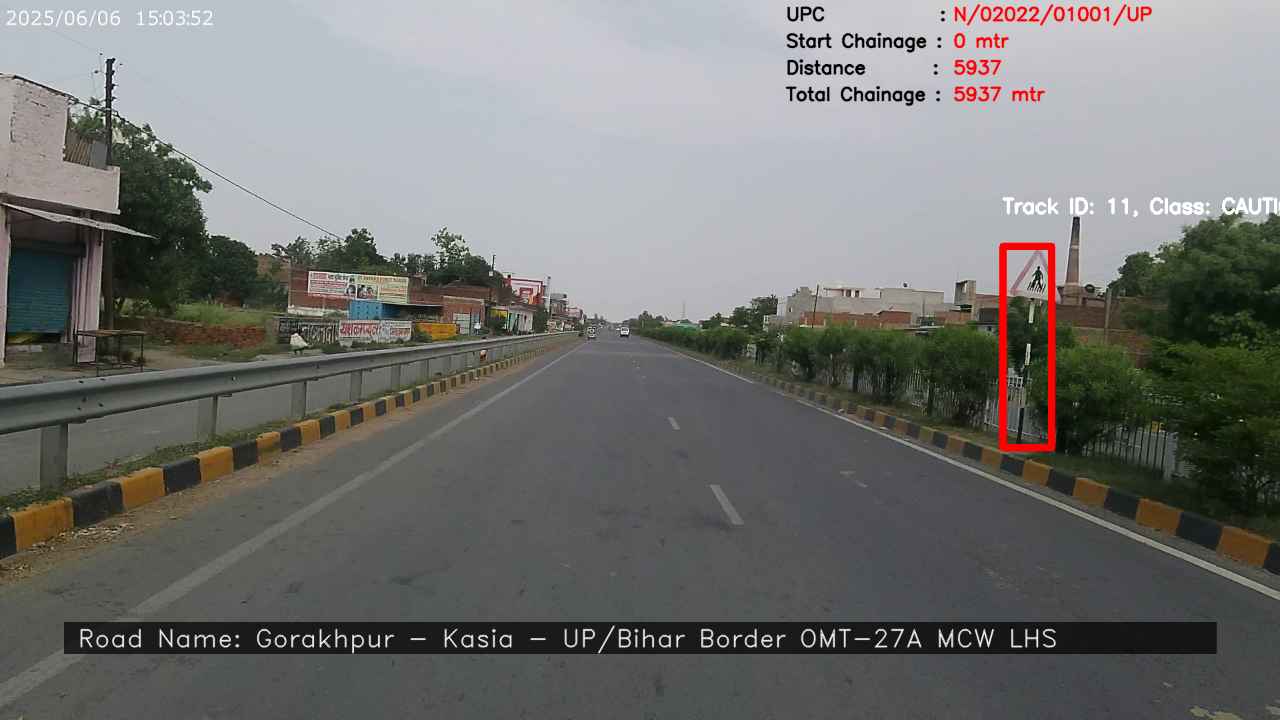 2025/06/06 15:03:52
UPC : N/02022/01001/UP
Start Chainage : 0 mtr
Distance : 5937
Total Chainage : 5937 mtr
Track ID: 11, Class: CAUTI
Road Name: Gorakhpur - Kasia - UP/Bihar Border OMT-27A MCW LHS